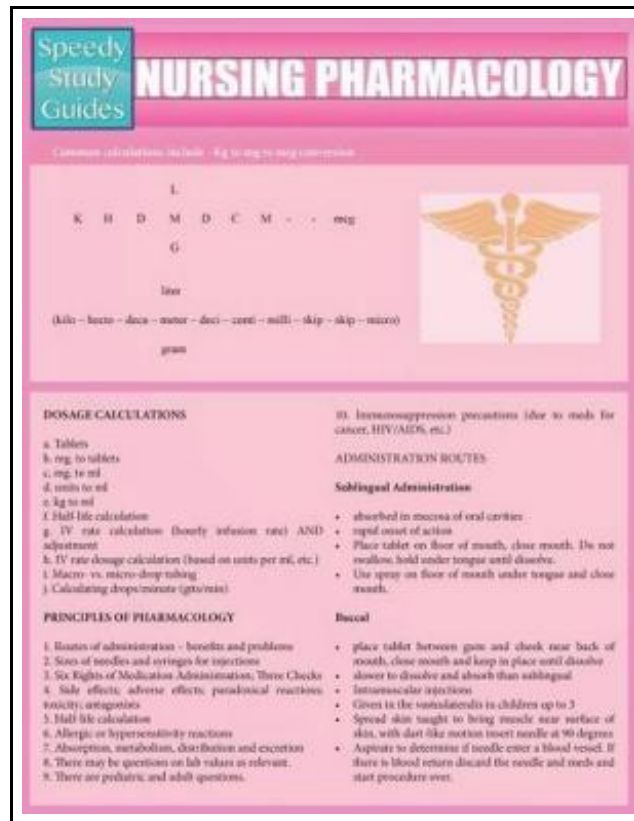 Speedy
Study
Guides
NURSING PHARMACOLOGY
Common calculations include - Kg to mg to mcg conversion
L
K H D M D C M - - mcg
G
liter
(kilo – hecto – deca – meter – deci – centi – milli – skip – skip – micro)
gram
DOSAGE CALCULATIONS
a. Tablets
b. mg. to tablets
c. mg. to ml
d. units to ml
e. kg to ml
f. Half-life calculation
g. IV rate calculation (hourly infusion rate) AND
adjustment
h. IV rate dosage calculation (based on units per ml, etc.)
i. Macro- vs. micro-drop tubing
j. Calculating drops/minute (gtts/min)
PRINCIPLES OF PHARMACOLOGY
1. Routes of administration – benefits and problems
2. Sizes of needles and syringes for injections
3. Six Rights of Medication Administration; Three Checks
4. Side effects; adverse effects; paradoxical reactions;
toxicity; antagonists
5. Half-life calculation
6. Allergic or hypersensitivity reactions
7. Absorption, metabolism, distribution and excretion
8. There may be questions on lab values as relevant.
9. There are pediatric and adult questions.
10. Immunosuppression precautions (due to meds for
cancer, HIV/AIDS, etc.)
ADMINISTRATION ROUTES
Sublingual Administration
• absorbed in mucosa of oral cavities
• rapid onset of action
• Place tablet on floor of mouth, close mouth. Do not
swallow, hold under tongue until dissolve.
• Use spray on floor of mouth under tongue and close
mouth.
Buccal
• place tablet between gum and cheek near back of
mouth, close mouth and keep in place until dissolve
• slower to dissolve and absorb than sublingual
• Intramuscular injections
• Given in the vastulateralis in children up to 3
• Spread skin taught to bring muscle near surface of
skin, with dart-like motion insert needle at 90 degrees
• Aspirate to determine if needle enter a blood vessel. If
there is blood return discard the needle and meds and
start procedure over.